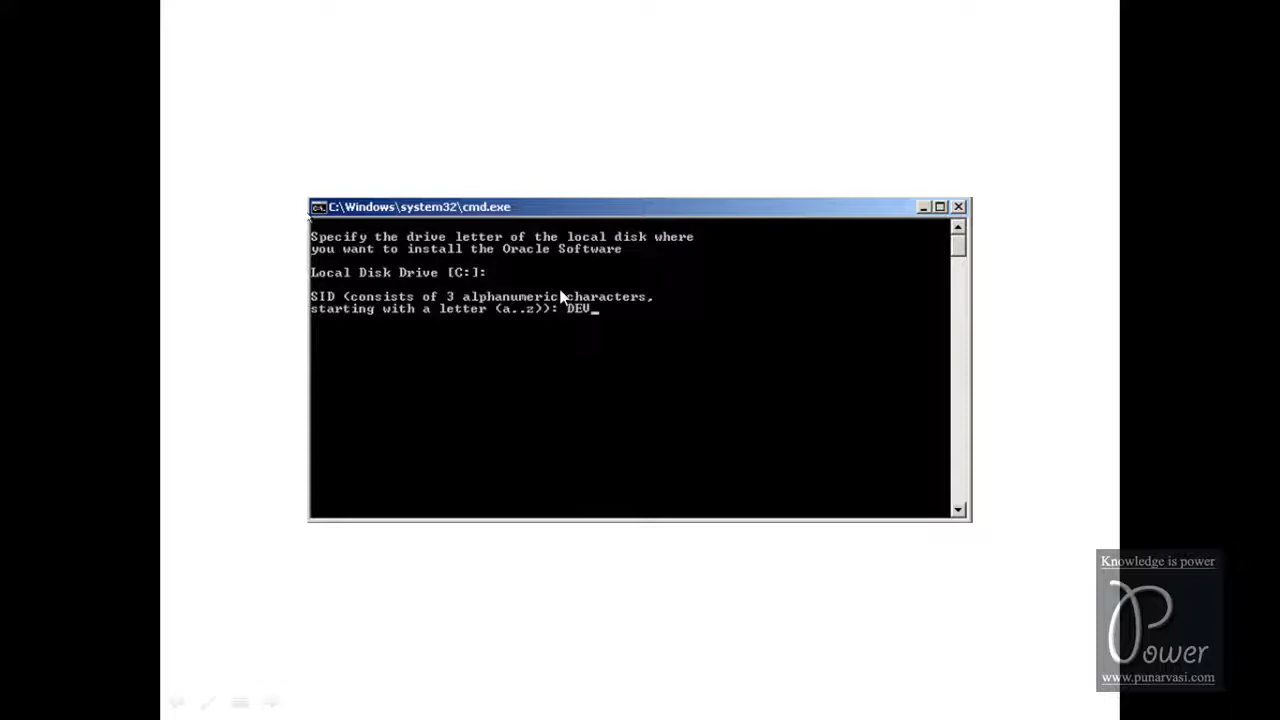 C:\Windows\system32\cmd.exe
Specify the drive letter of the local disk where
you want to install the Oracle Software
Local Disk Drive [C:]:
SID (consists of 3 alphanumeric characters,
starting with a letter (a..z)): DEV_
Knowledge is power
Power
www.punarvasi.com